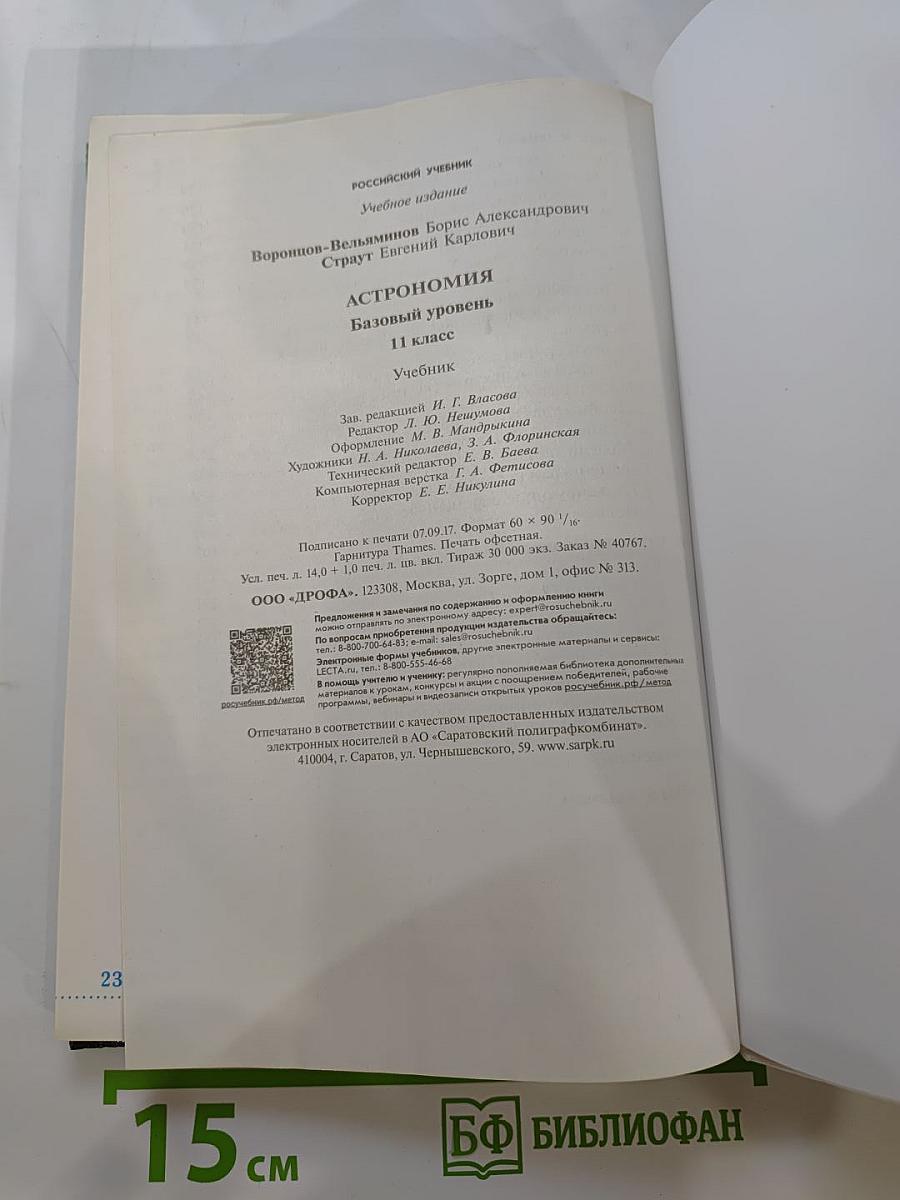 РОССИЙСКИЙ УЧЕБНИК
Учебное издание
Воронцов-Вельяминов Борис Александрович
Страут Евгений Карлович
АСТРОНОМИЯ
Базовый уровень
11 класс
Учебник
Зав. редакцией И. Г. Власова
Редактор Л. Ю. Нешумова
Оформление М. В. Мандрыкина
Художники Н. А. Николаева, З. А. Флоринская
Технический редактор Е. В. Баева
Компьютерная верстка Г. А. Фетисова
Корректор Е. Е. Никулина
Подписано к печати 07.09.17. Формат 60 × 90 1/16.
Гарнитура Thames. Печать офсетная.
Усл. печ. л. 14,0 + 1,0 печ. л. цв. вкл. Тираж 30 000 экз. Заказ № 40767.
ООО «ДРОФА». 123308, Москва, ул. Зорге, дом 1, офис № 313.
Предложения и замечания по содержанию и оформлению книги
можно отправлять по электронному адресу: expert@rosuchebnik.ru
По вопросам приобретения продукции издательства обращайтесь:
тел.: 8-800-700-64-83; e-mail: sales@rosuchebnik.ru
Электронные формы учебников, другие электронные материалы и сервисы:
LECTA.ru, тел.: 8-800-555-46-68
В помощь учителю и ученику: регулярно пополняемая библиотека дополнительных
материалов к урокам, конкурсы и акции с поощрением победителей, рабочие
программы, вебинары и видеозаписи открытых уроков росучебник.рф/метод
росучебник.рф/метод
Отпечатано в соответствии с качеством предоставленных издательством
электронных носителей в АО «Саратовский полиграфкомбинат».
410004, г. Саратов, ул. Чернышевского, 59. www.sarpk.ru
23
15 см
БФ БИБЛИОФАН